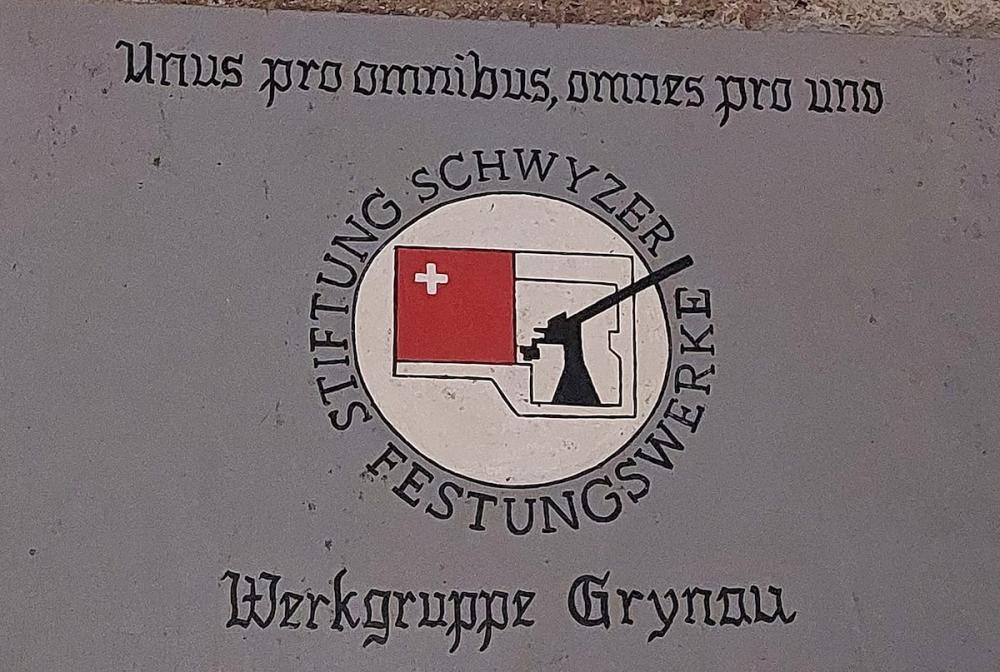 Unus pro omnibus, omnes pro uno
STIFTUNG SCHWYZER
FESTUNGSWERKE
Werkgruppe Grynau